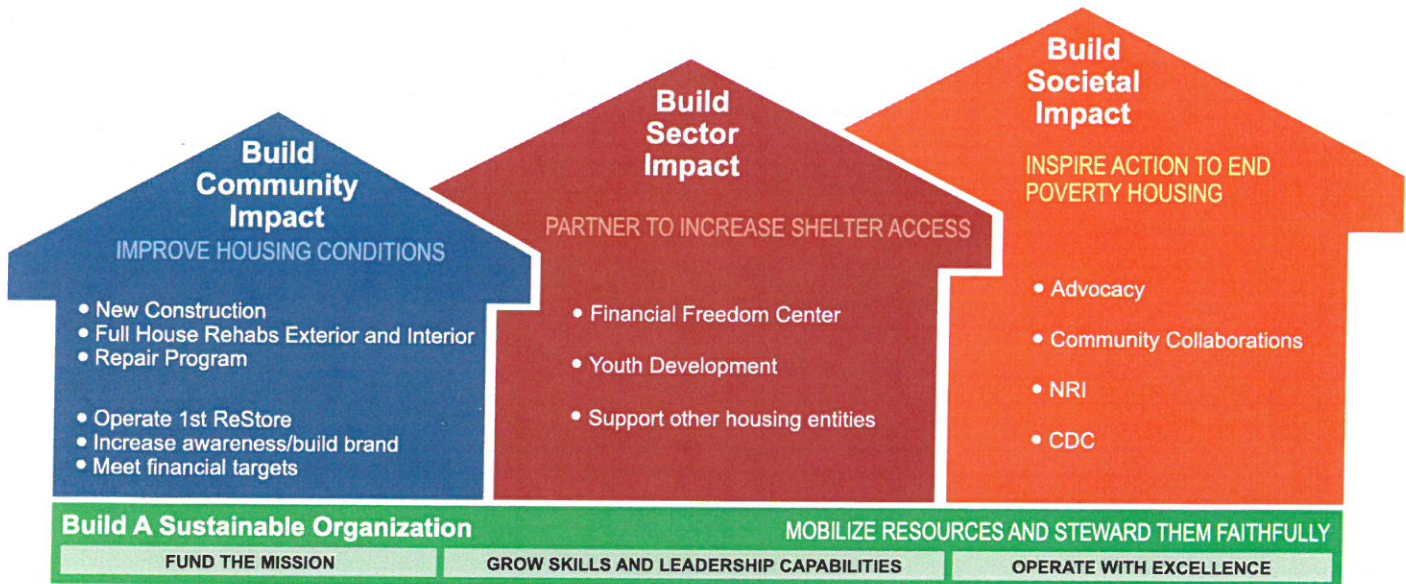 Build
Community
Impact
IMPROVE HOUSING CONDITIONS
• New Construction
• Full House Rehabs Exterior and Interior
• Repair Program
• Operate 1st ReStore
• Increase awareness/build brand
• Meet financial targets
Build
Sector
Impact
PARTNER TO INCREASE SHELTER ACCESS
• Financial Freedom Center
• Youth Development
• Support other housing entities
Build
Societal
Impact
INSPIRE ACTION TO END
POVERTY HOUSING
• Advocacy
• Community Collaborations
• NRI
• CDC
Build A Sustainable Organization
MOBILIZE RESOURCES AND STEWARD THEM FAITHFULLY
FUND THE MISSION
GROW SKILLS AND LEADERSHIP CAPABILITIES
OPERATE WITH EXCELLENCE